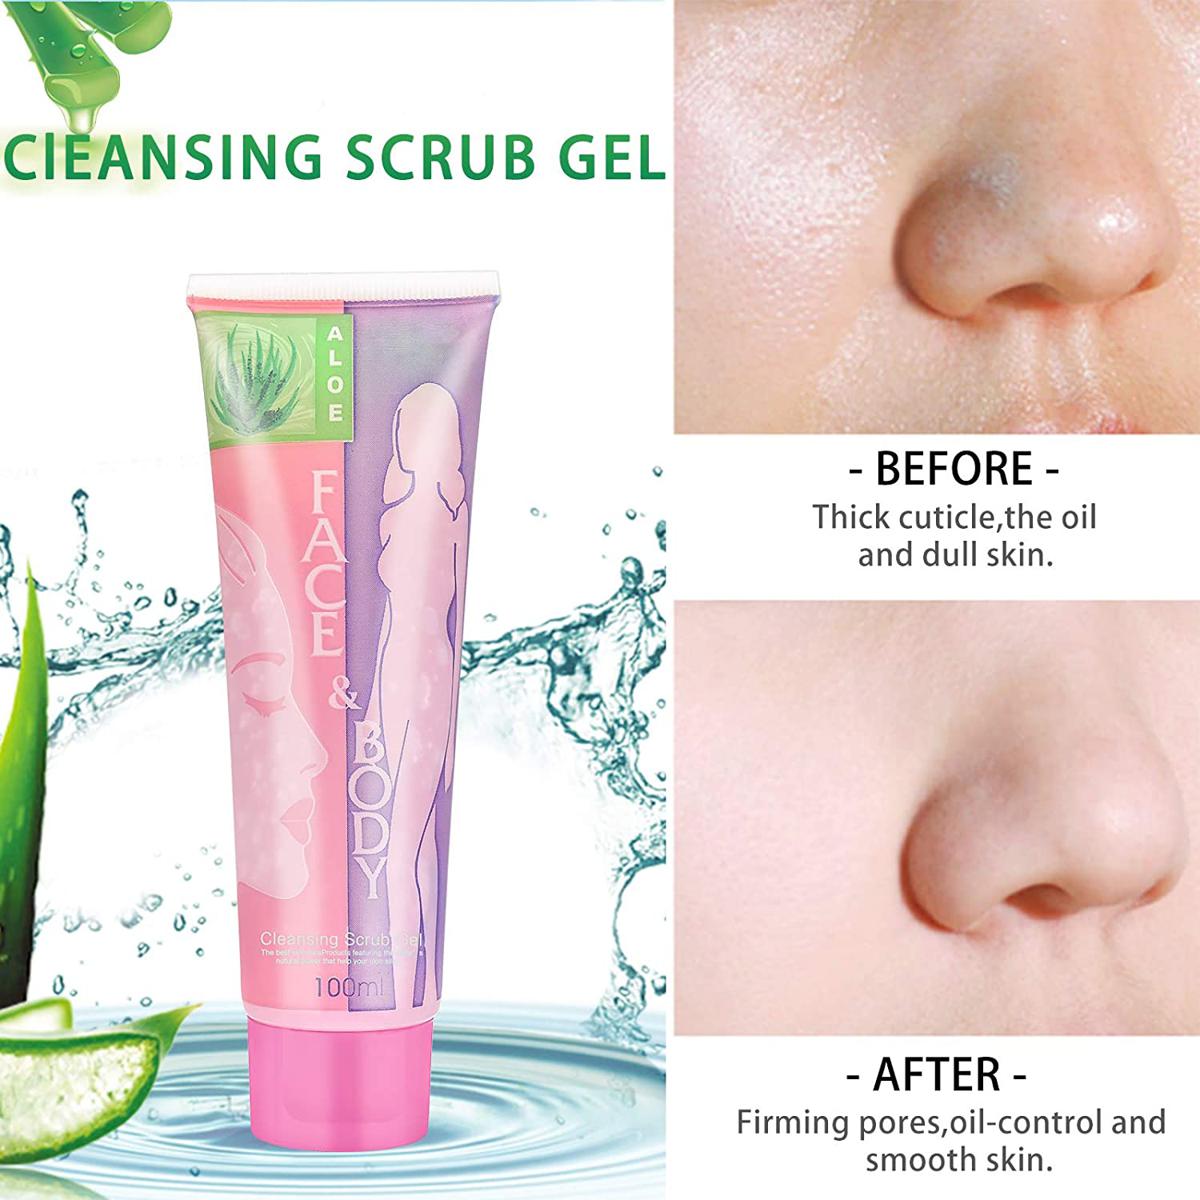 ClEANSING SCRUB GEL
ALOE
FACE
&
BODY
Cleansing Scrub Gel
100ml
- BEFORE -
Thick cuticle,the oil
and dull skin.
- AFTER -
Firming pores,oil-control and
smooth skin.